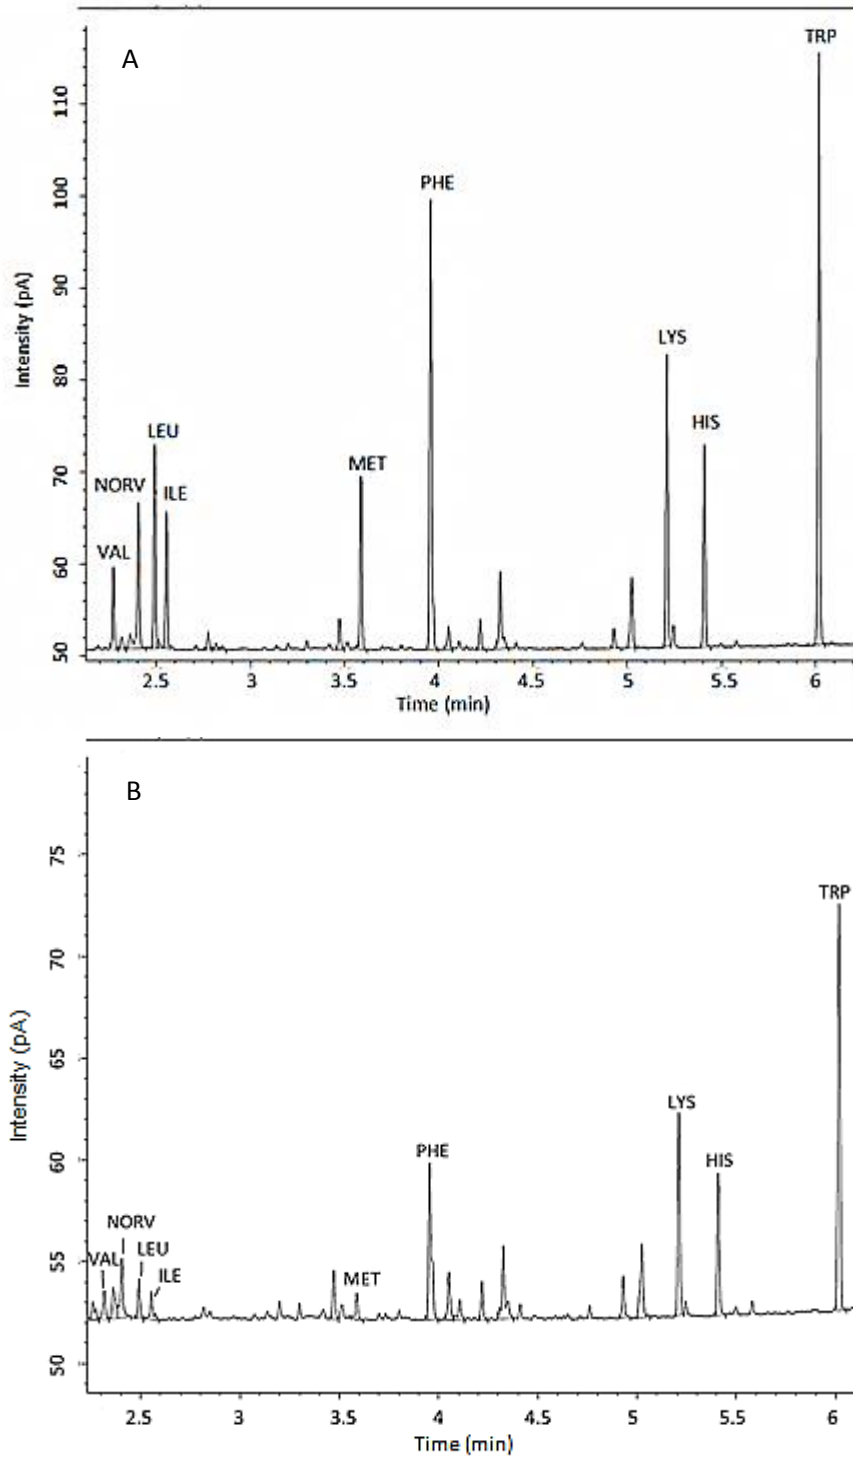 A
TRP
110
PHE
100
Intensity (pA)
90
80
LYS
HIS
LEU
MET
70
NORV
ILE
VAL
60
50
2.5
3
3.5
4
4.5
5
5.5
6
Time (min)
B
75
TRP
70
Intensity (pA)
65
LYS
60
PHE
HIS
NORV
VAL
LEU
ILE
MET
55
50
2.5
3
3.5
4
4.5
5
5.5
6
Time (min)